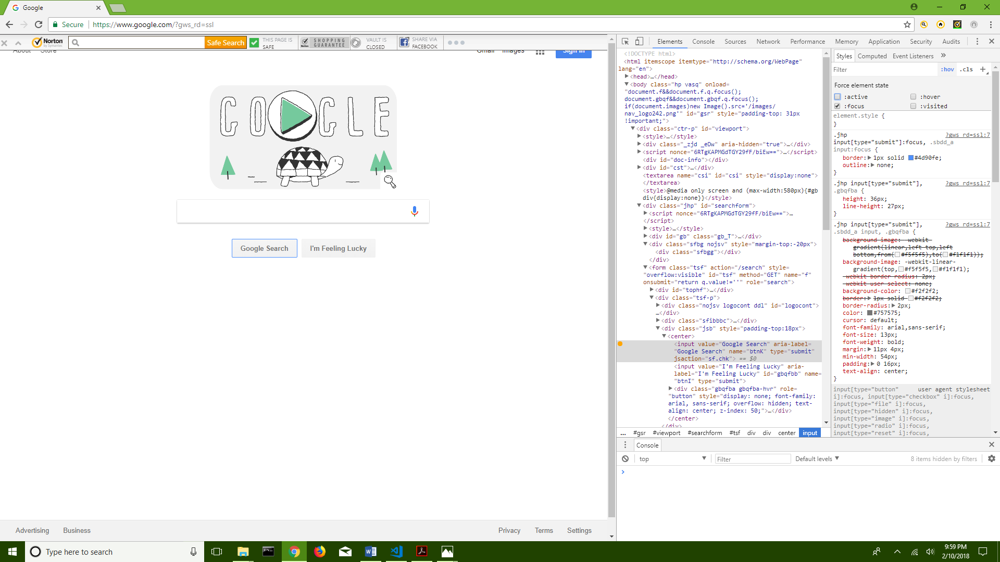 Google
Secure
https://www.google.com/?gws_rd=ssl
Norton
by Symantec
Safe Search
THIS PAGE IS
SAFE
Norton
SHOPPING
GUARANTEE
VAULT IS
CLOSED
SHARE VIA
FACEBOOK
About Store
Gmail Images
Sign in
GOOGLE
Google Search
I'm Feeling Lucky
Advertising Business
Privacy Terms Settings
Elements Console Sources Network Performance Memory Application Security Audits
<!DOCTYPE html>
<html itemscope itemtype="http://schema.org/WebPage"
lang="en">
<head>…</head>
<body class="hp vasq" onload=
"document.f&&document.f.q.focus();
document.gbqf&&document.gbqf.q.focus();
if(document.images)new Image().src='/images/
nav_logo242.png'" id="gsr" style="padding-top: 31px
!important;">
<div class="ctr-p" id="viewport">
<style>…</style>
<div class="_zjd _eDw" aria-hidden="true">…</div>
<script nonce="6RTgKAPMGdTGY29fF/biEw==">…</script>
<div id="doc-info"></div>
<div id="cst">…</div>
<textarea name="csi" id="csi" style="display:none">
</textarea>
<style>@media only screen and (max-width:580px){#gb
div{display:none}}</style>
<div class="jhp" id="searchform">
<script nonce="6RTgKAPMGdTGY29fF/biEw==">…
</script>
<style>…</style>
<div id="gb" class="gb_T">…</div>
<div class="sfbg nojsv" style="margin-top:-20px">
<div class="sfbgg"></div>
</div>
<form class="tsf" action="/search" style=
"overflow:visible" id="tsf" method="GET" name="f"
onsubmit="return q.value!=''" role="search">
<div id="tophf">…</div>
<div class="tsf-p">
<div class="nojsv logocont ddl" id="logocont">
…</div>
<div class="sfibbbc">…</div>
<div class="jsb" style="padding-top:18px">
<center>
<input value="Google Search" aria-label=
"Google Search" name="btnK" type="submit"
jsaction="sf.chk"> == $0
<input value="I'm Feeling Lucky" aria-
label="I'm Feeling Lucky" id="gbqfbb" name=
"btnI" type="submit">
<div class="gbqfba gbqfba-hvr" role=
"button" style="display: none; font-family:
arial, sans-serif; overflow: hidden; text-
align: center; z-index: 50;">…</div>
</center>
</div>
... #gsr #viewport #searchform #tsf div div center input
Styles Computed Event Listeners »
Filter
:hov .cls +
Force element state
:active :hover
:focus :visited
element.style {
}
.jhp ?gws_rd=ssl:7
input[type="submit"]:focus, .sbdd_a
input:focus {
border: 1px solid #4d90fe;
outline: none;
}
.jhp input[type="submit"], ?gws_rd=ssl:7
.gbqfba {
height: 36px;
line-height: 27px;
}
.jhp input[type="submit"], ?gws_rd=ssl:7
.sbdd_a input, .gbqfba {
background-image: -webkit-
gradient(linear,left top,left
bottom,from(#f5f5f5),to(#f1f1f1));
background-image: -webkit-linear-
gradient(top,#f5f5f5,#f1f1f1);
-webkit-border-radius: 2px;
-webkit-user-select: none;
background-color: #f2f2f2;
border: 1px solid #f2f2f2;
border-radius: 2px;
color: #757575;
cursor: default;
font-family: arial,sans-serif;
font-size: 13px;
font-weight: bold;
margin: 11px 4px;
min-width: 54px;
padding: 0 16px;
text-align: center;
}
input[type="button" user agent stylesheet
i]:focus, input[type="checkbox" i]:focus,
input[type="file" i]:focus,
input[type="hidden" i]:focus,
input[type="image" i]:focus,
input[type="radio" i]:focus,
input[type="reset" i]:focus,
Console
top
Filter
Default levels
8 items hidden by filters
Type here to search
9:59 PM
2/10/2018